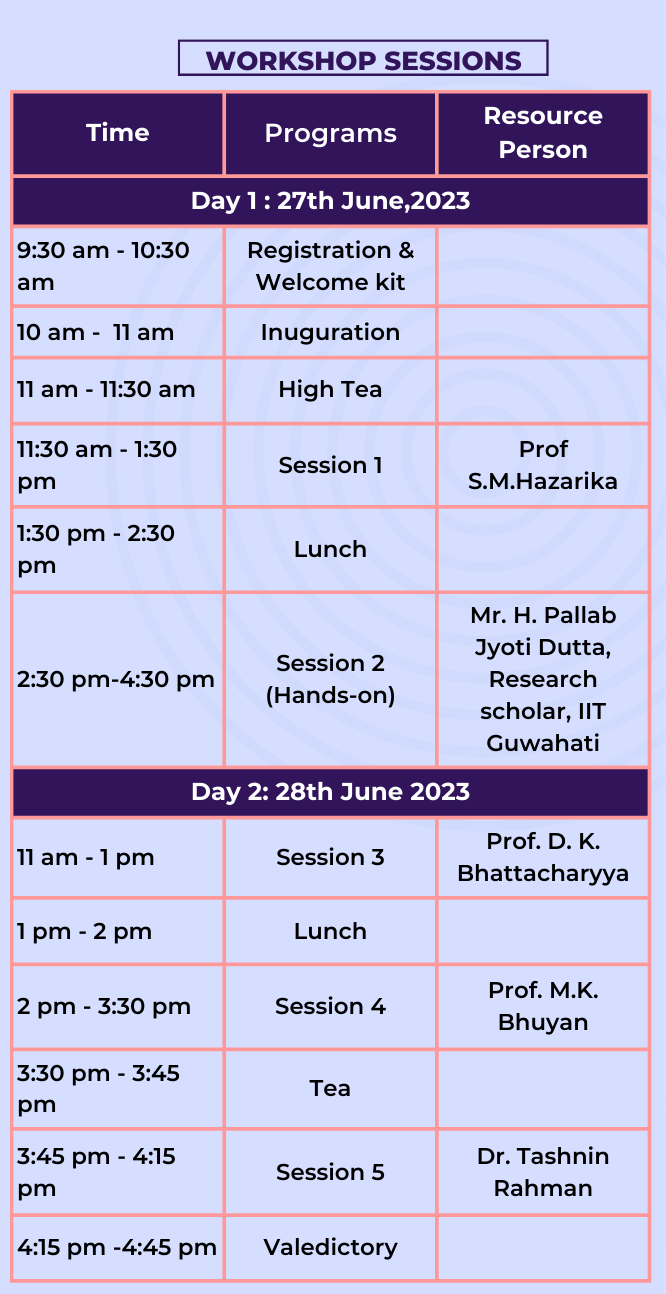 WORKSHOP SESSIONS
Time Programs Resource Person
Day 1 : 27th June,2023
9:30 am - 10:30 am Registration & Welcome kit
10 am -  11 am Inuguration
11 am - 11:30 am High Tea
11:30 am - 1:30 pm Session 1 Prof S.M.Hazarika
1:30 pm - 2:30 pm Lunch
2:30 pm-4:30 pm Session 2 (Hands-on) Mr. H. Pallab Jyoti Dutta, Research scholar, IIT Guwahati
Day 2: 28th June 2023
11 am - 1 pm Session 3 Prof. D. K. Bhattacharyya
1 pm - 2 pm Lunch
2 pm - 3:30 pm Session 4 Prof. M.K. Bhuyan
3:30 pm - 3:45 pm Tea
3:45 pm - 4:15 pm Session 5 Dr. Tashnin Rahman
4:15 pm -4:45 pm Valedictory